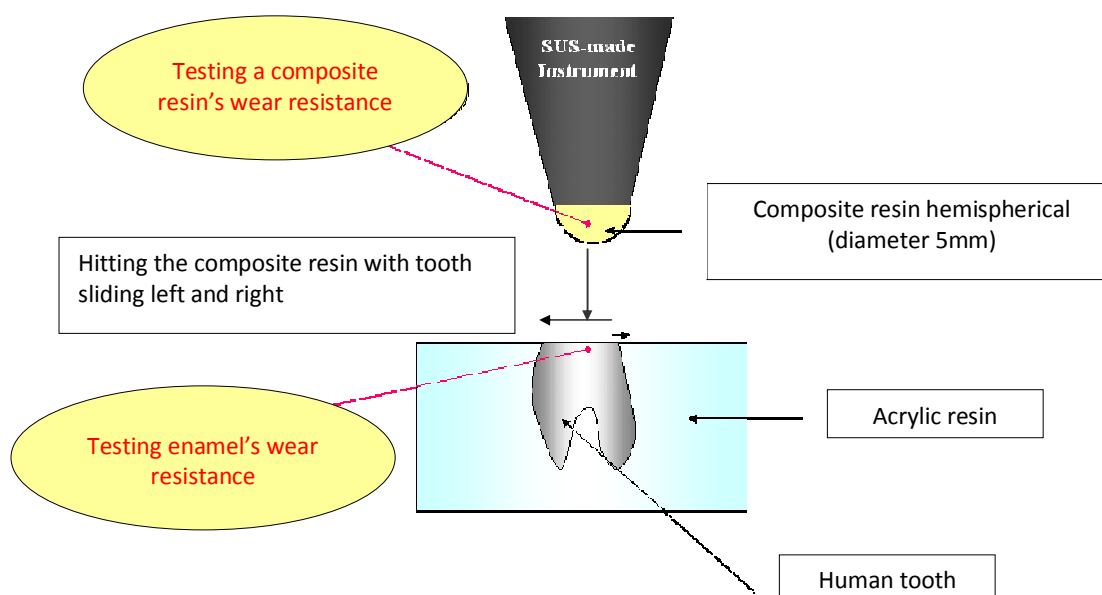 SUS-made
Instrument
Testing a composite
resin’s wear resistance
Composite resin hemispherical
(diameter 5mm)
Hitting the composite resin with tooth
sliding left and right
Acrylic resin
Testing enamel’s wear
resistance
Human tooth